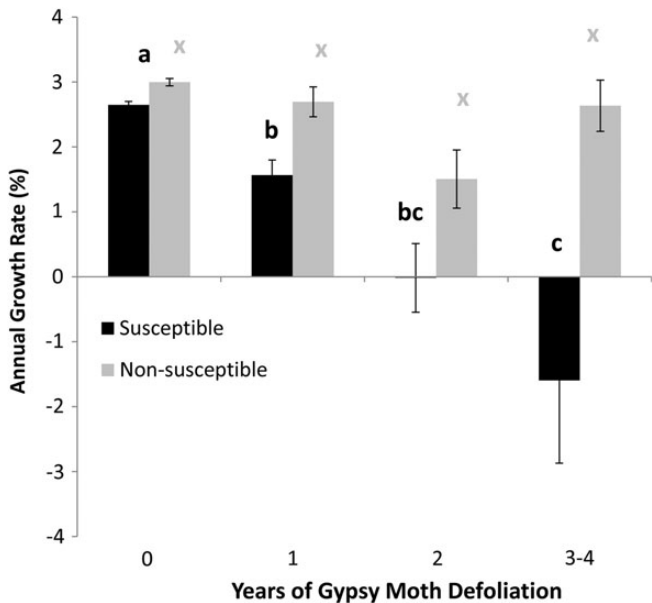 4
3
2
1
0
-1
-2
-3
-4
Annual Growth Rate (%)
a
x
b
x
bc
x
c
x
Susceptible
Non-susceptible
0 1 2 3-4
Years of Gypsy Moth Defoliation